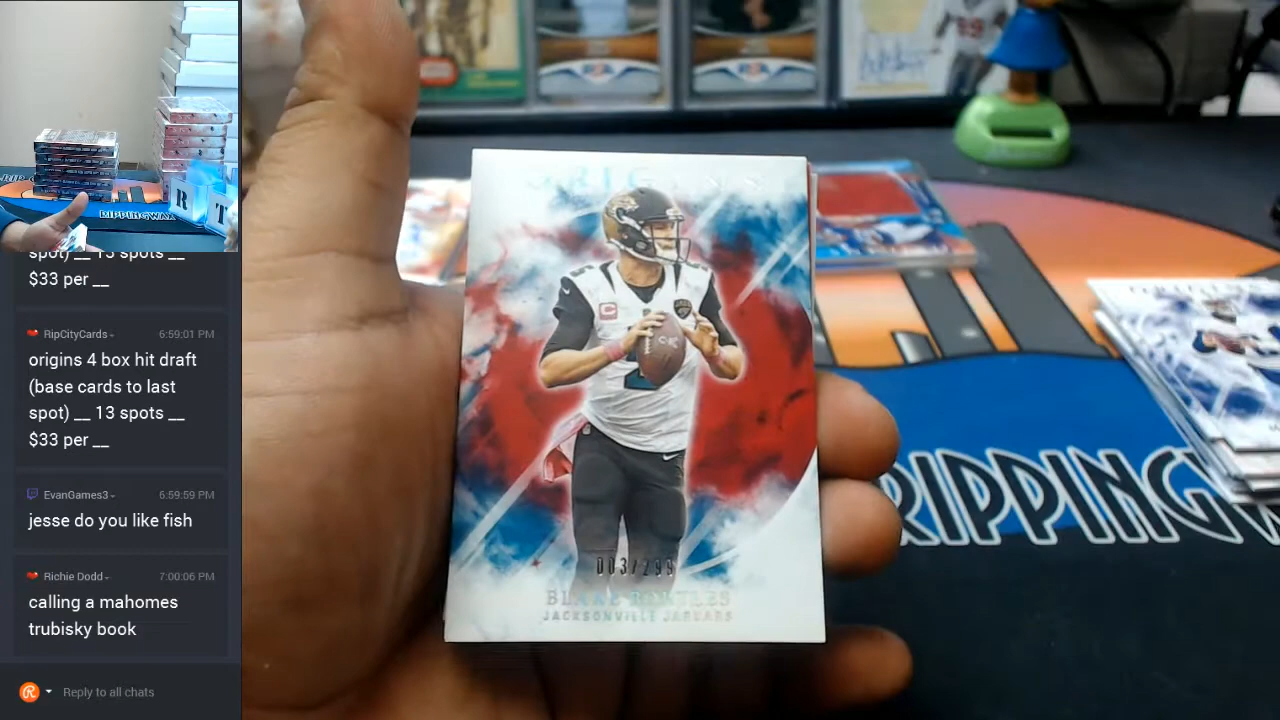 RIPPINGWAX
R
T
spot) __ 13 spots __
$33 per __
RipCityCards
6:59:01 PM
origins 4 box hit draft
(base cards to last
spot) __ 13 spots __
$33 per __
EvanGames3
6:59:59 PM
jesse do you like fish
Richie Dodd
7:00:06 PM
calling a mahomes
trubisky book
Reply to all chats
ORIGINS
C
003/299
BLAKE BORTLES
JACKSONVILLE JAGUARS
RIPPINGW